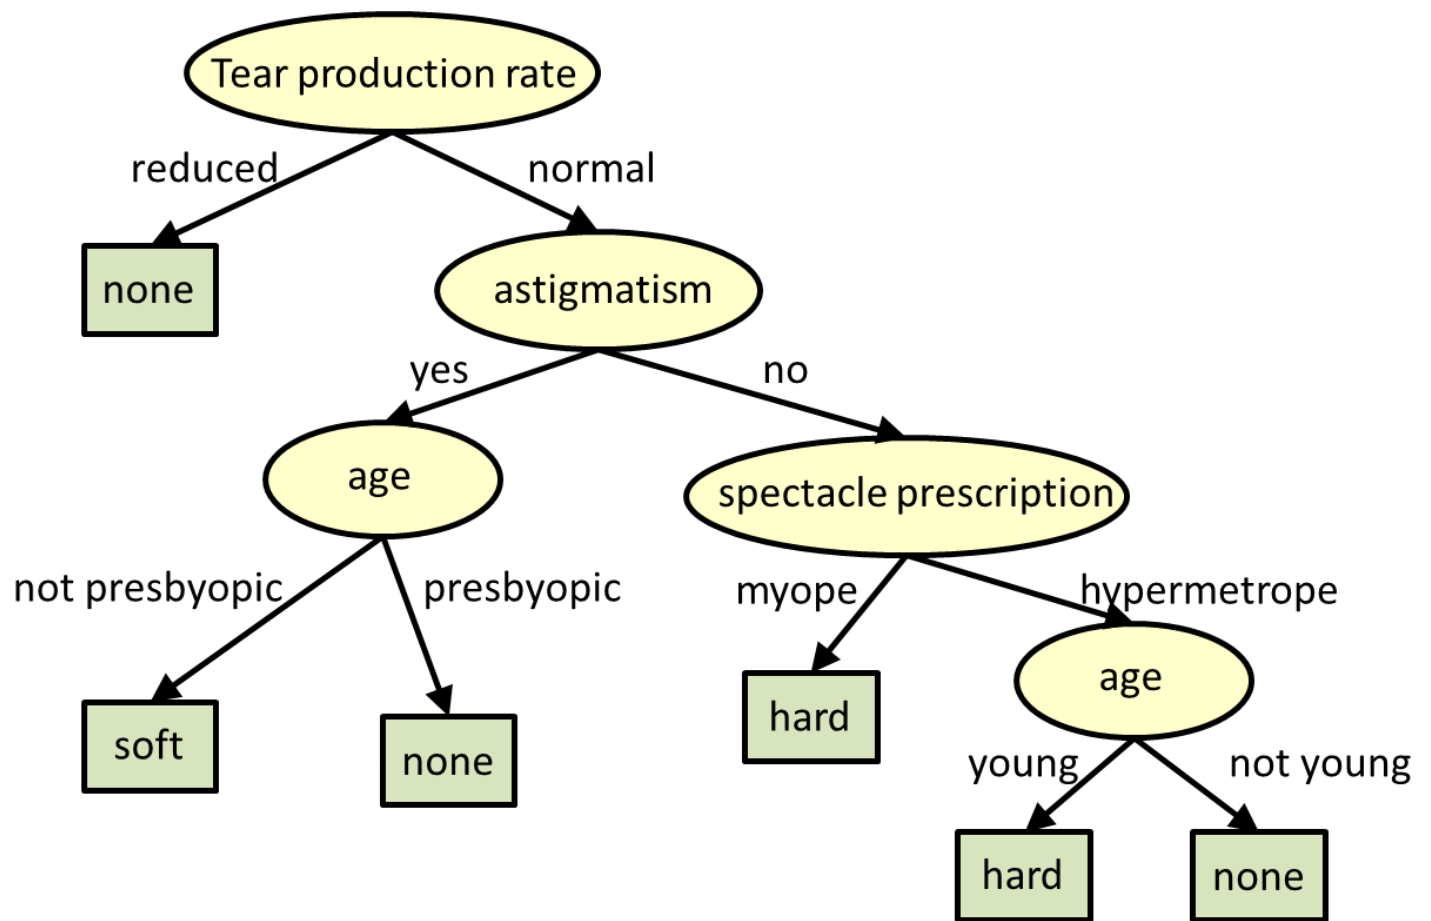 Tear production rate
reduced
normal
none
astigmatism
yes
no
age
spectacle prescription
not presbyopic
presbyopic
myope
hypermetrope
age
soft
none
hard
young
not young
hard
none